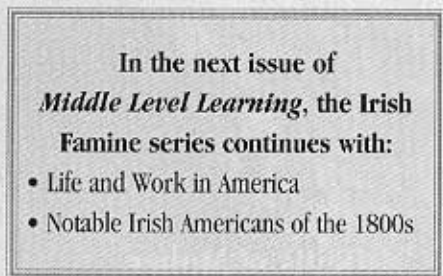 In the next issue of
Middle Level Learning, the Irish
Famine series continues with:
• Life and Work in America
• Notable Irish Americans of the 1800s